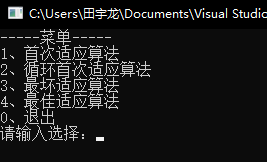 C:\Users\田宇龙\Documents\Visual Studio
-----菜单-----
1、首次适应算法
2、循环首次适应算法
3、最坏适应算法
4、最佳适应算法
0、退出
请输入选择：